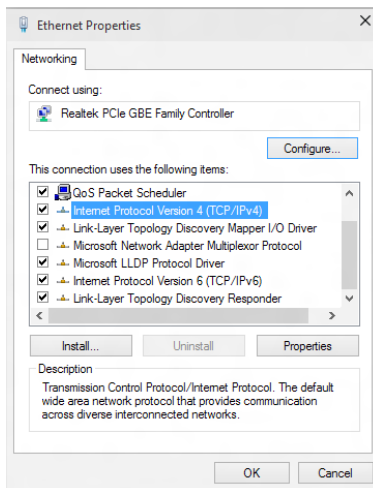 Ethernet Properties
Networking
Connect using:
Realtek PCIe GBE Family Controller
Configure...
This connection uses the following items:
QoS Packet Scheduler
Internet Protocol Version 4 (TCP/IPv4)
Link-Layer Topology Discovery Mapper I/O Driver
Microsoft Network Adapter Multiplexor Protocol
Microsoft LLDP Protocol Driver
Internet Protocol Version 6 (TCP/IPv6)
Link-Layer Topology Discovery Responder
Install...
Uninstall
Properties
Description
Transmission Control Protocol/Internet Protocol. The default
wide area network protocol that provides communication
across diverse interconnected networks.
OK
Cancel